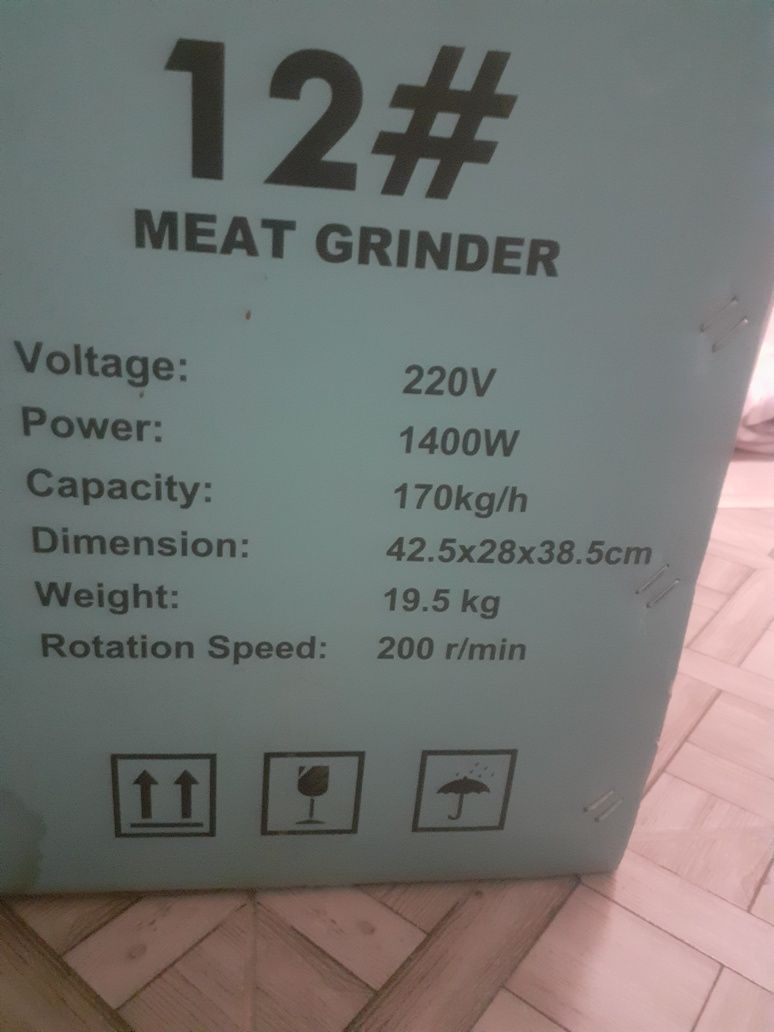 12#
MEAT GRINDER
Voltage: 220V
Power: 1400W
Capacity: 170kg/h
Dimension: 42.5x28x38.5cm
Weight: 19.5 kg
Rotation Speed: 200 r/min